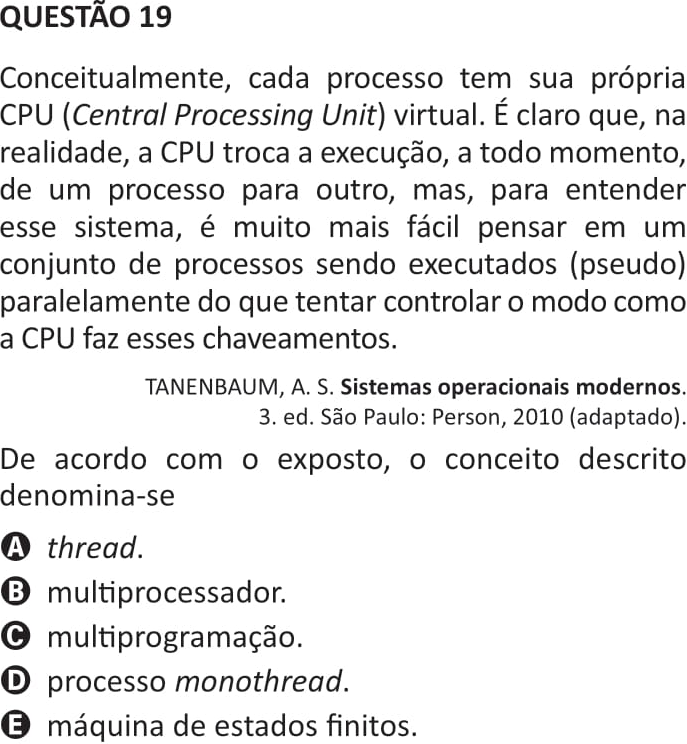 QUESTÃO 19
Conceitualmente, cada processo tem sua própria
CPU (Central Processing Unit) virtual. É claro que, na
realidade, a CPU troca a execução, a todo momento,
de um processo para outro, mas, para entender
esse sistema, é muito mais fácil pensar em um
conjunto de processos sendo executados (pseudo)
paralelamente do que tentar controlar o modo como
a CPU faz esses chaveamentos.
TANENBAUM, A. S. Sistemas operacionais modernos.
3. ed. São Paulo: Person, 2010 (adaptado).
De acordo com o exposto, o conceito descrito
denomina-se
A thread.
B multiprocessador.
C multiprogramação.
D processo monothread.
E máquina de estados finitos.